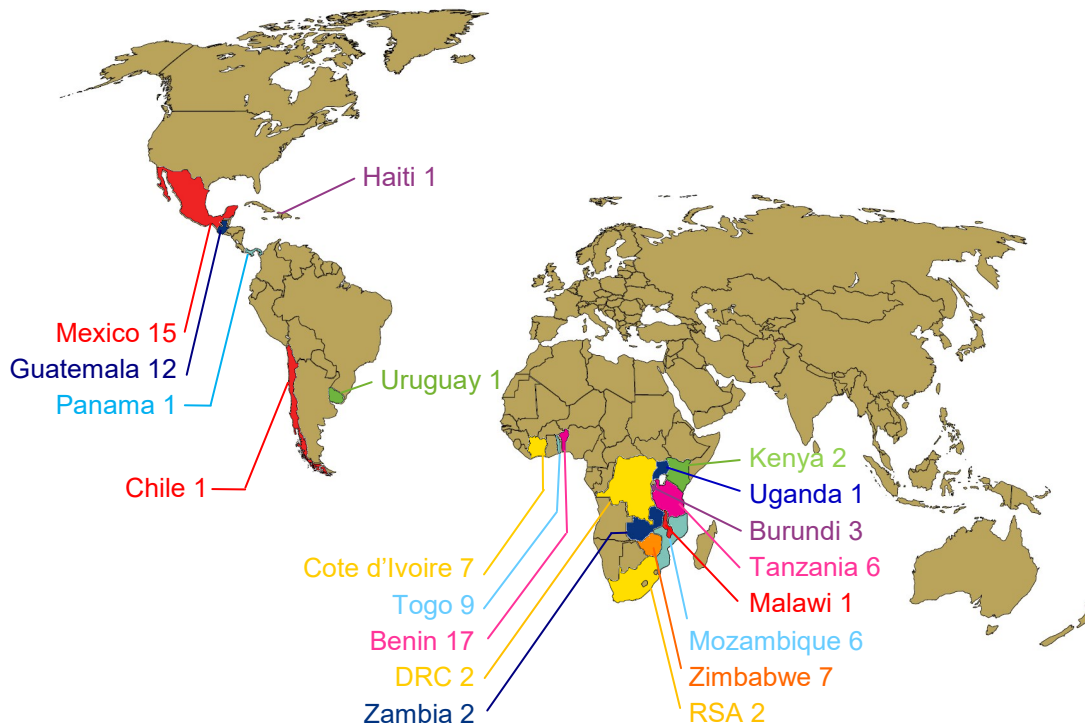 Haiti 1
Mexico 15
Guatemala 12
Panama 1
Uruguay 1
Chile 1
Kenya 2
Uganda 1
Burundi 3
Tanzania 6
Malawi 1
Mozambique 6
Zimbabwe 7
RSA 2
Cote d’Ivoire 7
Togo 9
Benin 17
DRC 2
Zambia 2